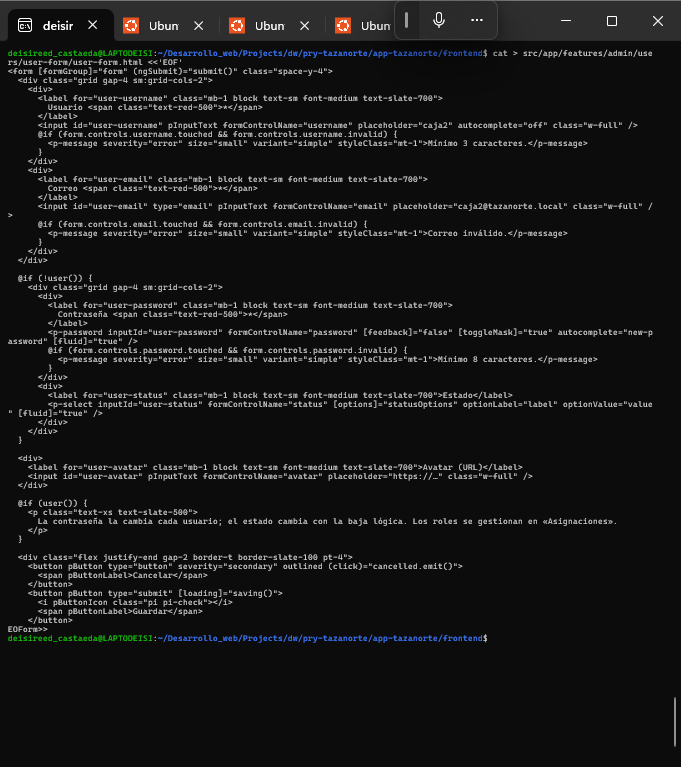 deisir
Ubun
Ubun
Ubun
deisireed_castaeda@LAPTODEISI:~/Desarrollo_web/Projects/dw/pry-tazanorte/app-tazanorte/frontend$ cat > src/app/features/admin/use
rs/user-form/user-form.html <<'EOF'
<form [formGroup]="form" (ngSubmit)="submit()" class="space-y-4">
<div class="grid gap-4 sm:grid-cols-2">
<div>
<label for="user-username" class="mb-1 block text-sm font-medium text-slate-700">
Usuario <span class="text-red-500">*</span>
</label>
<input id="user-username" pInputText formControlName="username" placeholder="caja2" autocomplete="off" class="w-full" />
@if (form.controls.username.touched && form.controls.username.invalid) {
<p-message severity="error" size="small" variant="simple" styleClass="mt-1">Mínimo 3 caracteres.</p-message>
}
</div>
<div>
<label for="user-email" class="mb-1 block text-sm font-medium text-slate-700">
Correo <span class="text-red-500">*</span>
</label>
<input id="user-email" type="email" pInputText formControlName="email" placeholder="caja2@tazanorte.local" class="w-full" /
>
@if (form.controls.email.touched && form.controls.email.invalid) {
<p-message severity="error" size="small" variant="simple" styleClass="mt-1">Correo inválido.</p-message>
}
</div>
</div>
@if (!user()) {
<div class="grid gap-4 sm:grid-cols-2">
<div>
<label for="user-password" class="mb-1 block text-sm font-medium text-slate-700">
Contraseña <span class="text-red-500">*</span>
</label>
<p-password inputId="user-password" formControlName="password" [feedback]="false" [toggleMask]="true" autocomplete="new-p
assword" [fluid]="true" />
@if (form.controls.password.touched && form.controls.password.invalid) {
<p-message severity="error" size="small" variant="simple" styleClass="mt-1">Mínimo 8 caracteres.</p-message>
}
</div>
<div>
<label for="user-status" class="mb-1 block text-sm font-medium text-slate-700">Estado</label>
<p-select inputId="user-status" formControlName="status" [options]="statusOptions" optionLabel="label" optionValue="value
" [fluid]="true" />
</div>
</div>
}
<div>
<label for="user-avatar" class="mb-1 block text-sm font-medium text-slate-700">Avatar (URL)</label>
<input id="user-avatar" pInputText formControlName="avatar" placeholder="https://…" class="w-full" />
</div>
@if (user()) {
<p class="text-xs text-slate-500">
La contraseña la cambia cada usuario; el estado cambia con la baja lógica. Los roles se gestionan en «Asignaciones».
</p>
}
<div class="flex justify-end gap-2 border-t border-slate-100 pt-4">
<button pButton type="button" severity="secondary" outlined (click)="cancelled.emit()">
<span pButtonLabel>Cancelar</span>
</button>
<button pButton type="submit" [loading]="saving()">
<i pButtonIcon class="pi pi-check"></i>
<span pButtonLabel>Guardar</span>
</button>
EOForm>>
deisireed_castaeda@LAPTODEISI:~/Desarrollo_web/Projects/dw/pry-tazanorte/app-tazanorte/frontend$